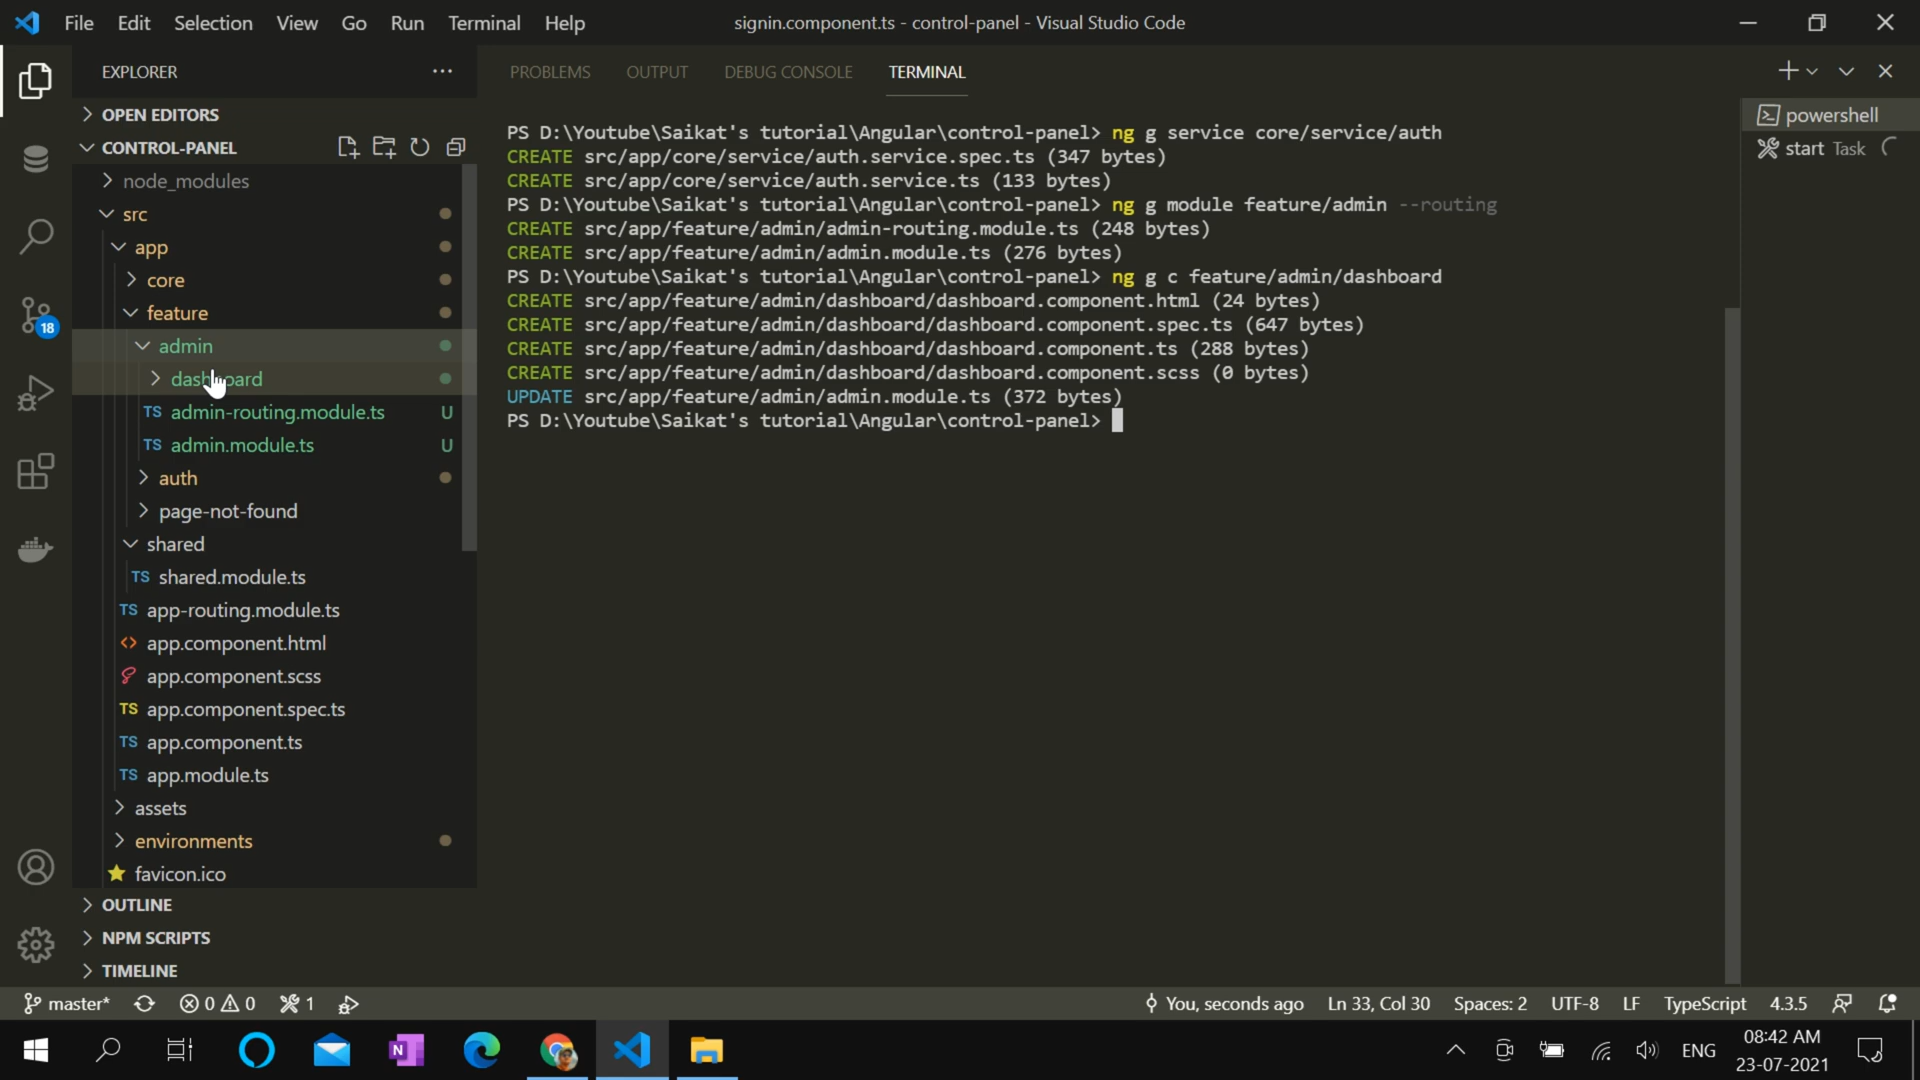 File Edit Selection View Go Run Terminal Help
signin.component.ts - control-panel - Visual Studio Code
EXPLORER
OPEN EDITORS
CONTROL-PANEL
node_modules
src
app
core
feature
admin
dashboard
TS admin-routing.module.ts U
TS admin.module.ts U
auth
page-not-found
shared
TS shared.module.ts
TS app-routing.module.ts
<> app.component.html
app.component.scss
TS app.component.spec.ts
TS app.component.ts
TS app.module.ts
assets
environments
favicon.ico
OUTLINE
NPM SCRIPTS
TIMELINE
18
PROBLEMS OUTPUT DEBUG CONSOLE TERMINAL
PS D:\Youtube\Saikat's tutorial\Angular\control-panel> ng g service core/service/auth
CREATE src/app/core/service/auth.service.spec.ts (347 bytes)
CREATE src/app/core/service/auth.service.ts (133 bytes)
PS D:\Youtube\Saikat's tutorial\Angular\control-panel> ng g module feature/admin --routing
CREATE src/app/feature/admin/admin-routing.module.ts (248 bytes)
CREATE src/app/feature/admin/admin.module.ts (276 bytes)
PS D:\Youtube\Saikat's tutorial\Angular\control-panel> ng g c feature/admin/dashboard
CREATE src/app/feature/admin/dashboard/dashboard.component.html (24 bytes)
CREATE src/app/feature/admin/dashboard/dashboard.component.spec.ts (647 bytes)
CREATE src/app/feature/admin/dashboard/dashboard.component.ts (288 bytes)
CREATE src/app/feature/admin/dashboard/dashboard.component.scss (0 bytes)
UPDATE src/app/feature/admin/admin.module.ts (372 bytes)
PS D:\Youtube\Saikat's tutorial\Angular\control-panel>
powershell
start Task
master* 0 0 1
You, seconds ago Ln 33, Col 30 Spaces: 2 UTF-8 LF TypeScript 4.3.5
N
ENG
08:42 AM
23-07-2021